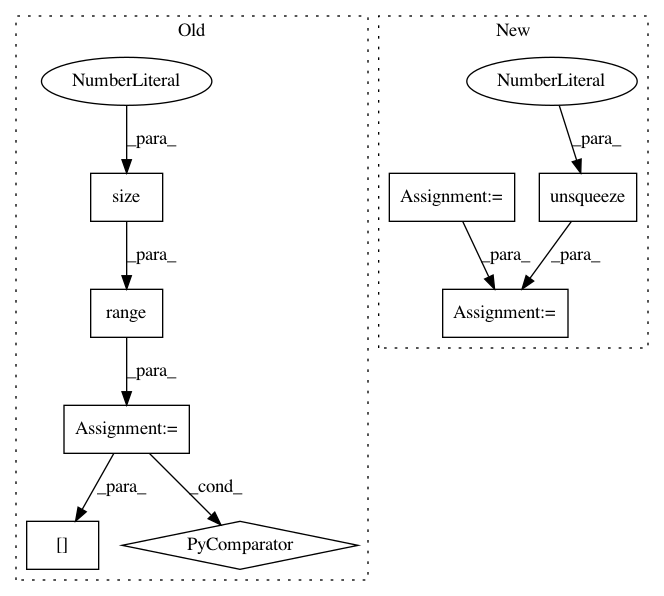 Old
New
NumberLiteral
NumberLiteral
_para_
_para_
size
Assignment:=
unsqueeze
_para_
_para_
_para_
range
Assignment:=
_para_
Assignment:=
_para_
_cond_
[]
PyComparator